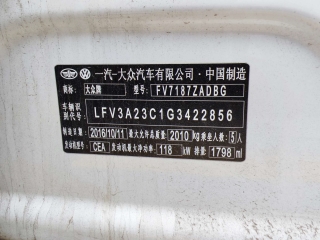 一汽-大众汽车有限公司·中国制造
商标: 大众牌 型号: FV7187ZADBG
车辆识别代号: LFV3A23C1G3422856
制造年月: 2016/10/11 最大允许总质量: 2010 kg 乘坐人数: 5人
发动机型号: CEA 发动机最大净功率: 118 kW 排量: 1798 ml